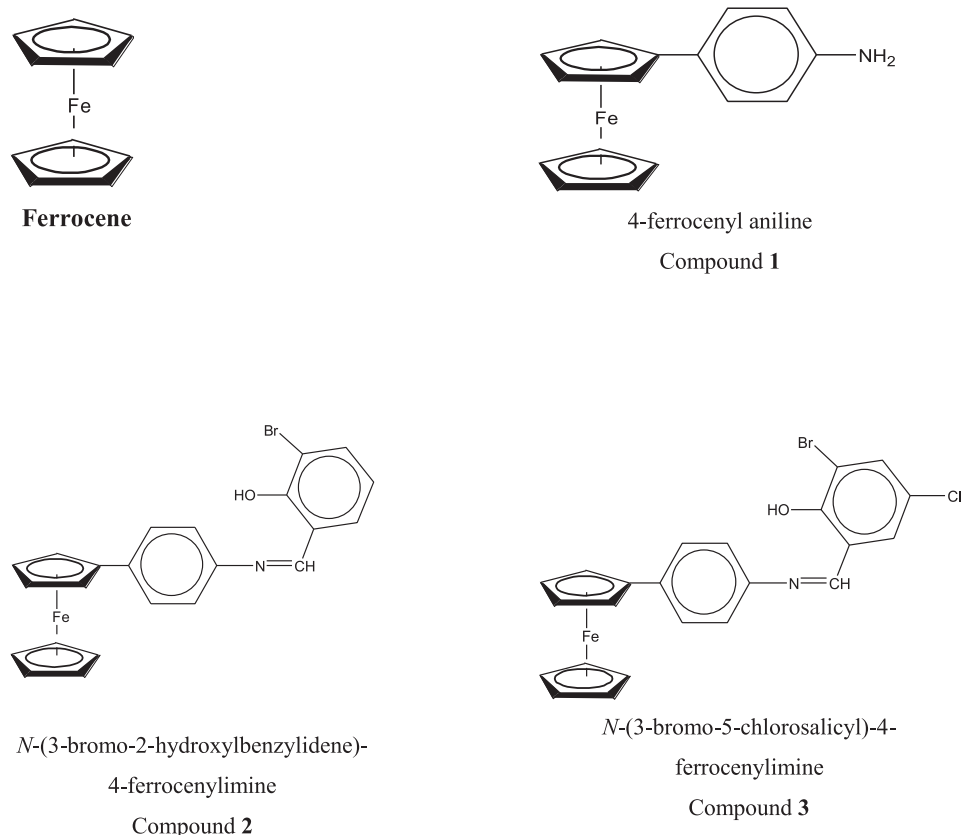 Fe
Ferrocene
Fe
NH2
4-ferrocenyl aniline
Compound 1
Br
HO
N
CH
Fe
N-(3-bromo-2-hydroxylbenzylidene)-
4-ferrocenylimine
Compound 2
Br
Cl
HO
N
CH
Fe
N-(3-bromo-5-chlorosalicyl)-4-
ferrocenylimine
Compound 3